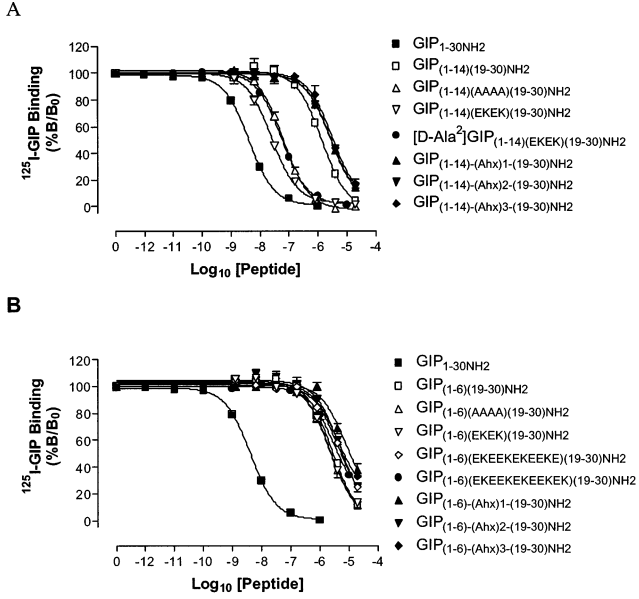 A
120
100
80
60
40
20
0
¹²⁵I-GIP Binding
(%B/B₀)
0 -12 -11 -10 -9 -8 -7 -6 -5 -4
Log₁₀ [Peptide]
GIP₁₋₃₀NH₂
GIP₍₁₋₁₄₎₍₁₉₋₃₀₎NH₂
GIP₍₁₋₁₄₎(AAAA)₍₁₉₋₃₀₎NH₂
GIP₍₁₋₁₄₎(EKEK)₍₁₉₋₃₀₎NH₂
[D-Ala²]GIP₍₁₋₁₄₎(EKEK)₍₁₉₋₃₀₎NH₂
GIP(1-14)-(Ahx)1-(19-30)NH2
GIP(1-14)-(Ahx)2-(19-30)NH2
GIP(1-14)-(Ahx)3-(19-30)NH2
B
120
100
80
60
40
20
0
¹²⁵I-GIP Binding
(%B/B₀)
0 -12 -11 -10 -9 -8 -7 -6 -5 -4
Log₁₀ [Peptide]
GIP₁₋₃₀NH₂
GIP₍₁₋₆₎₍₁₉₋₃₀₎NH₂
GIP(1-6)(AAAA)(19-30)NH2
GIP(1-6)(EKEK)(19-30)NH2
GIP(1-6)(EKEEKEKEEKE)(19-30)NH2
GIP(1-6)(EKEEKEKEEKEK)(19-30)NH2
GIP(1-6)-(Ahx)1-(19-30)NH2
GIP(1-6)-(Ahx)2-(19-30)NH2
GIP(1-6)-(Ahx)3-(19-30)NH2